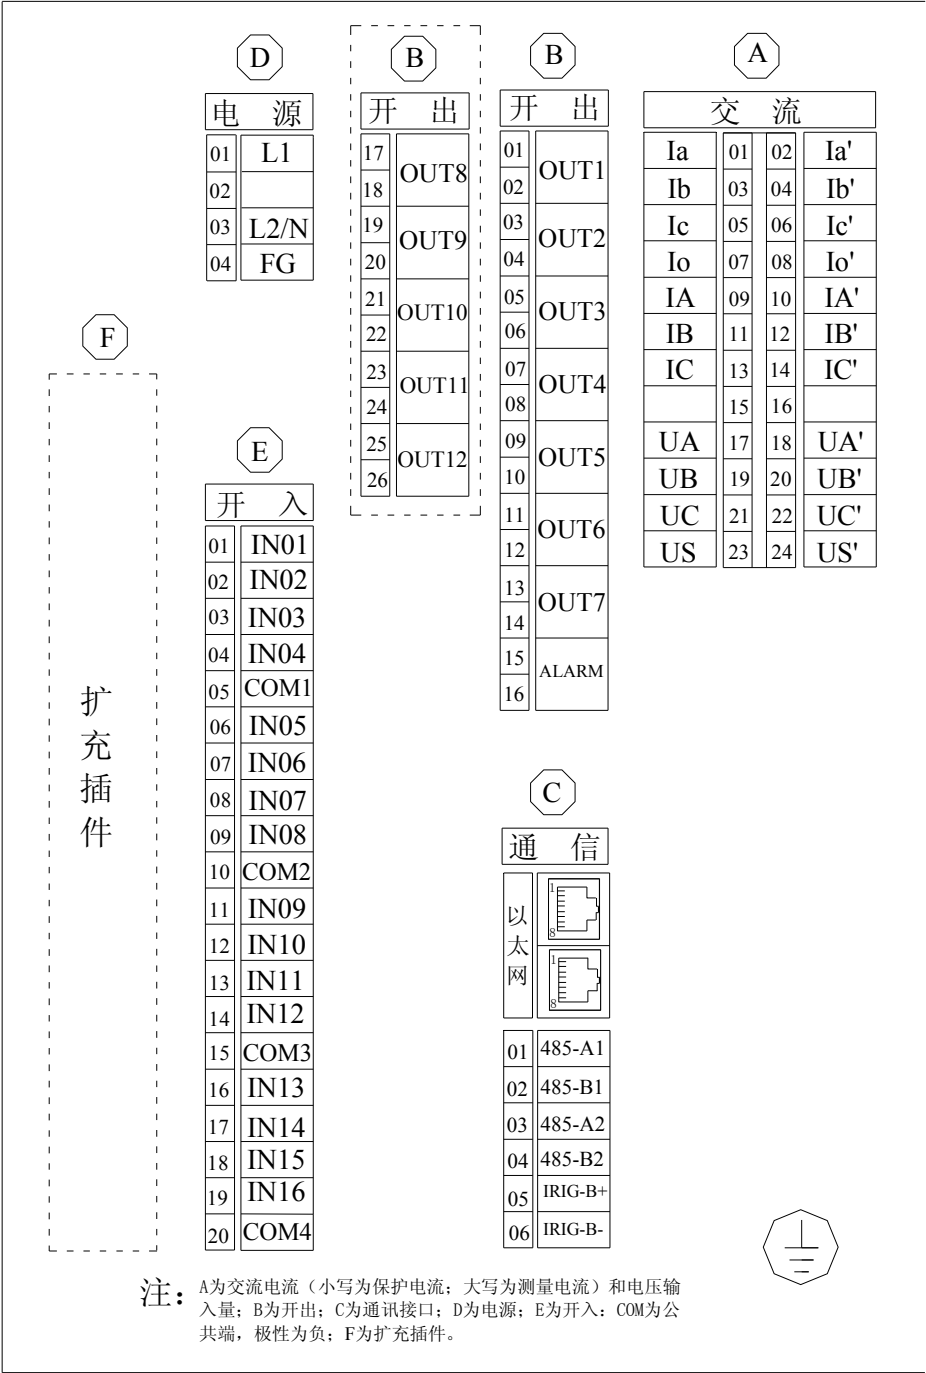 D
电 源
01 L1
02
03 L2/N
04 FG
B
开 出
17 OUT8
18
19 OUT9
20
21 OUT10
22
23 OUT11
24
25 OUT12
26
B
开 出
01 OUT1
02
03 OUT2
04
05 OUT3
06
07 OUT4
08
09 OUT5
10
11 OUT6
12
13 OUT7
14
15 ALARM
16
A
交 流
Ia 01 02 Ia'
Ib 03 04 Ib'
Ic 05 06 Ic'
Io 07 08 Io'
IA 09 10 IA'
IB 11 12 IB'
IC 13 14 IC'
15 16
UA 17 18 UA'
UB 19 20 UB'
UC 21 22 UC'
US 23 24 US'
F
扩
充
插
件
E
开 入
01 IN01
02 IN02
03 IN03
04 IN04
05 COM1
06 IN05
07 IN06
08 IN07
09 IN08
10 COM2
11 IN09
12 IN10
13 IN11
14 IN12
15 COM3
16 IN13
17 IN14
18 IN15
19 IN16
20 COM4
C
通 信
以
太
网
1
8
1
8
01 485-A1
02 485-B1
03 485-A2
04 485-B2
05 IRIG-B+
06 IRIG-B-
注：A为交流电流（小写为保护电流；大写为测量电流）和电压输
入量；B为开出；C为通讯接口；D为电源；E为开入：COM为公
共端，极性为负；F为扩充插件。